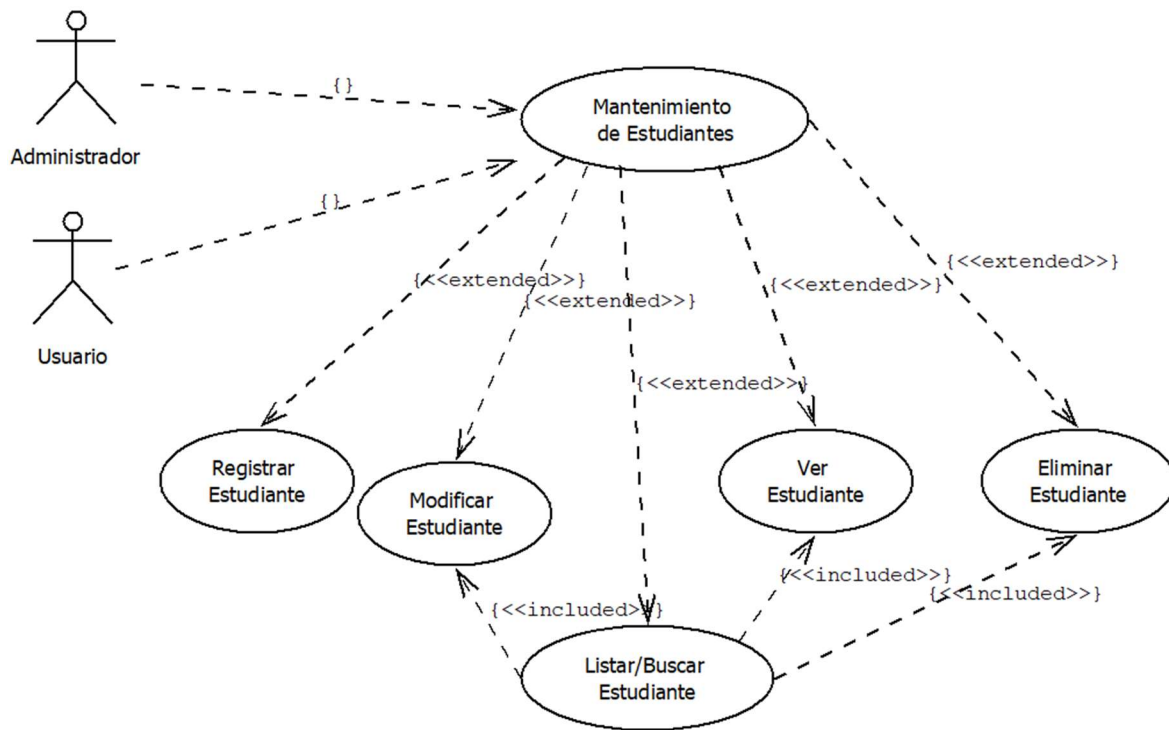 Administrador
{}
Mantenimiento
de Estudiantes
{}
Usuario
{<<extended>>}
{<<extended>>}
{<<extended>>}
{<<extended>>}
{<<extended>>}
Registrar
Estudiante
Modificar
Estudiante
Ver
Estudiante
Eliminar
Estudiante
{<<included>>}
{<<included>>}
{<<included>>}
Listar/Buscar
Estudiante